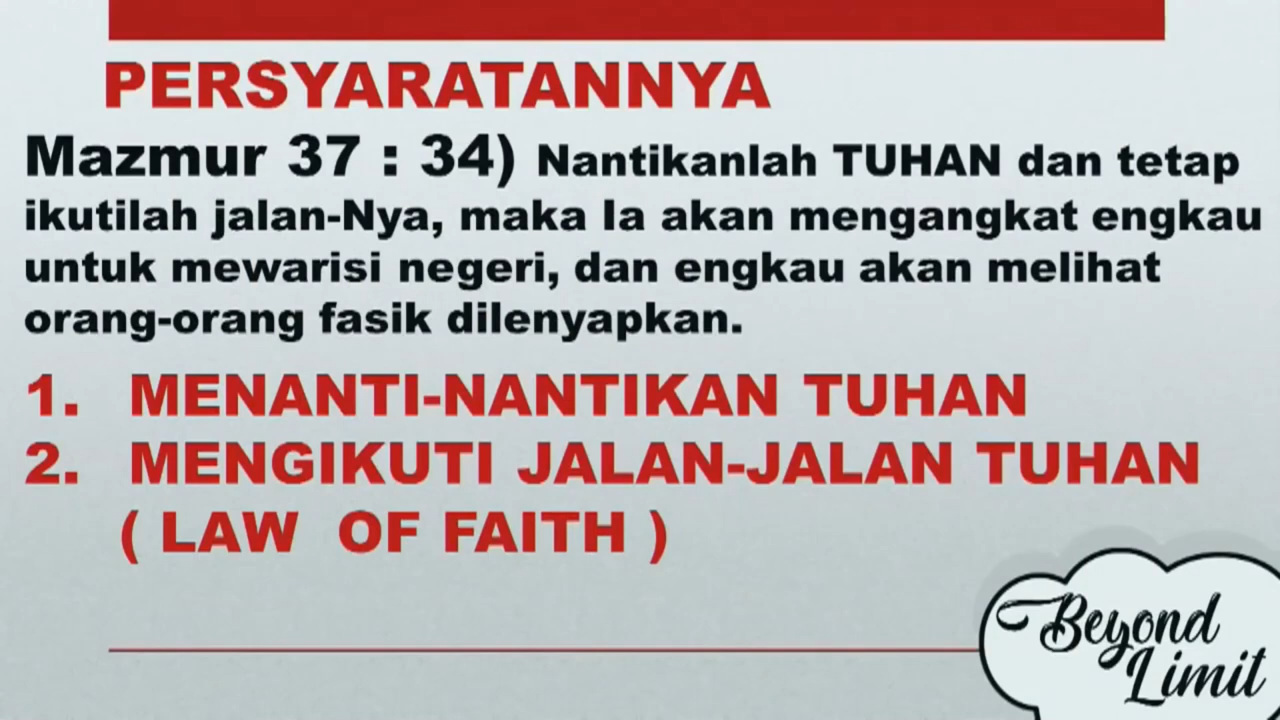 PERSYARATANNYA
Mazmur 37 : 34) Nantikanlah TUHAN dan tetap
ikutilah jalan-Nya, maka Ia akan mengangkat engkau
untuk mewarisi negeri, dan engkau akan melihat
orang-orang fasik dilenyapkan.
1. MENANTI-NANTIKAN TUHAN
2. MENGIKUTI JALAN-JALAN TUHAN
( LAW OF FAITH )
Beyond
Limit